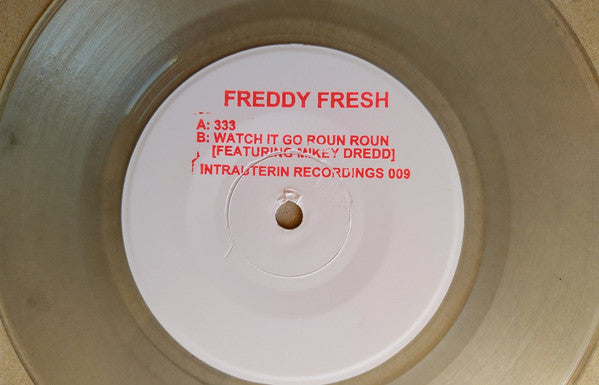 FREDDY FRESH
A: 333
B: WATCH IT GO ROUN ROUN
[FEATURING MIKEY DREDD]
INTRAUTERIN RECORDINGS 009